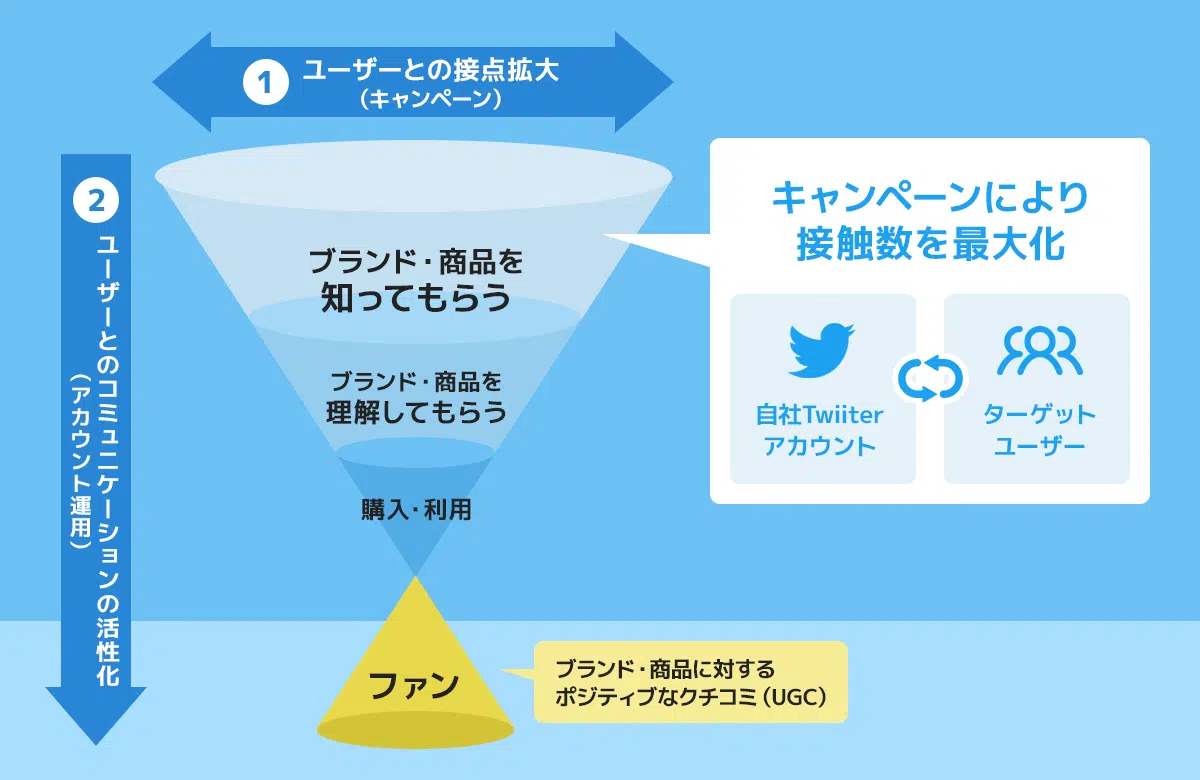 1 ユーザーとの接点拡大
（キャンペーン）
2 ユーザーとのコミュニケーションの活性化
（アカウント運用）
ブランド・商品を
知ってもらう
ブランド・商品を
理解してもらう
購入・利用
ファン
キャンペーンにより
接触数を最大化
自社Twiiter
アカウント
ターゲット
ユーザー
ブランド・商品に対する
ポジティブなクチコミ（UGC）